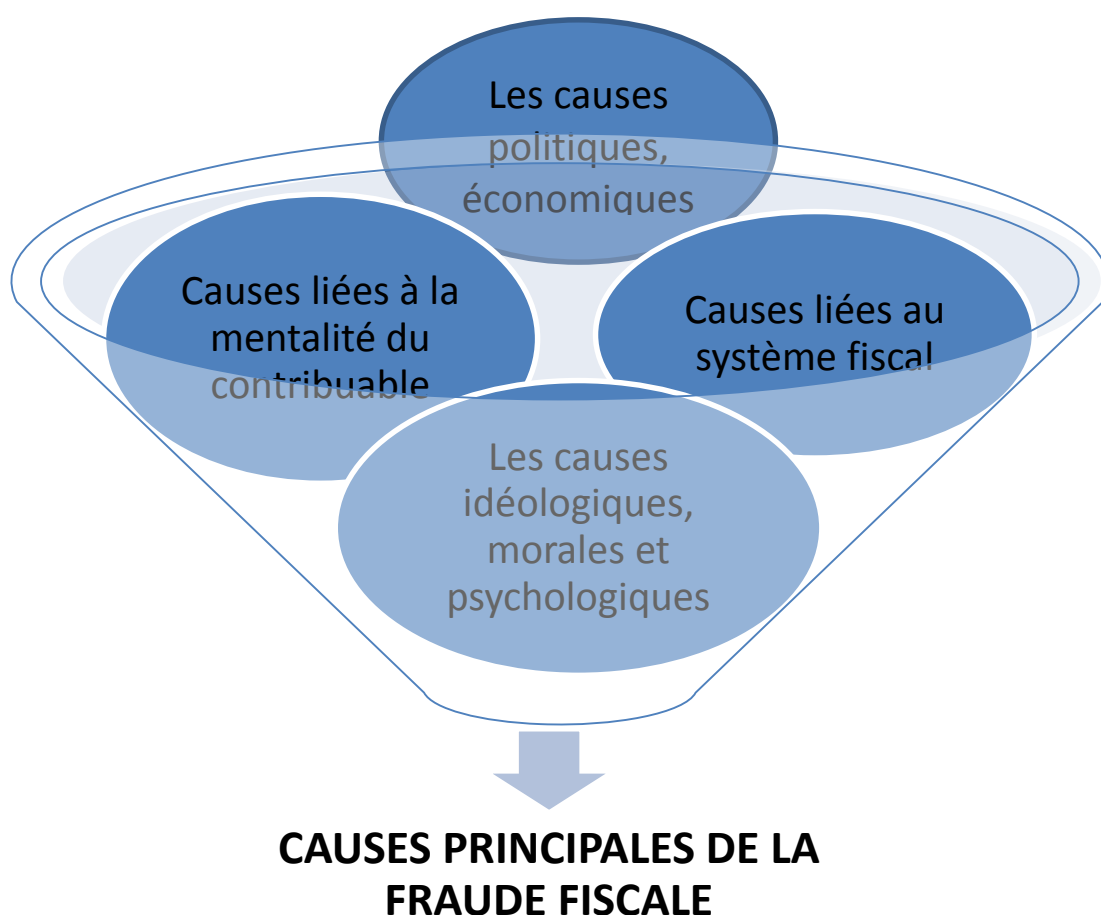 Les causes
politiques,
économiques
Causes liées à la
mentalité du
contribuable
Causes liées au
système fiscal
Les causes
idéologiques,
morales et
psychologiques
CAUSES PRINCIPALES DE LA
FRAUDE FISCALE